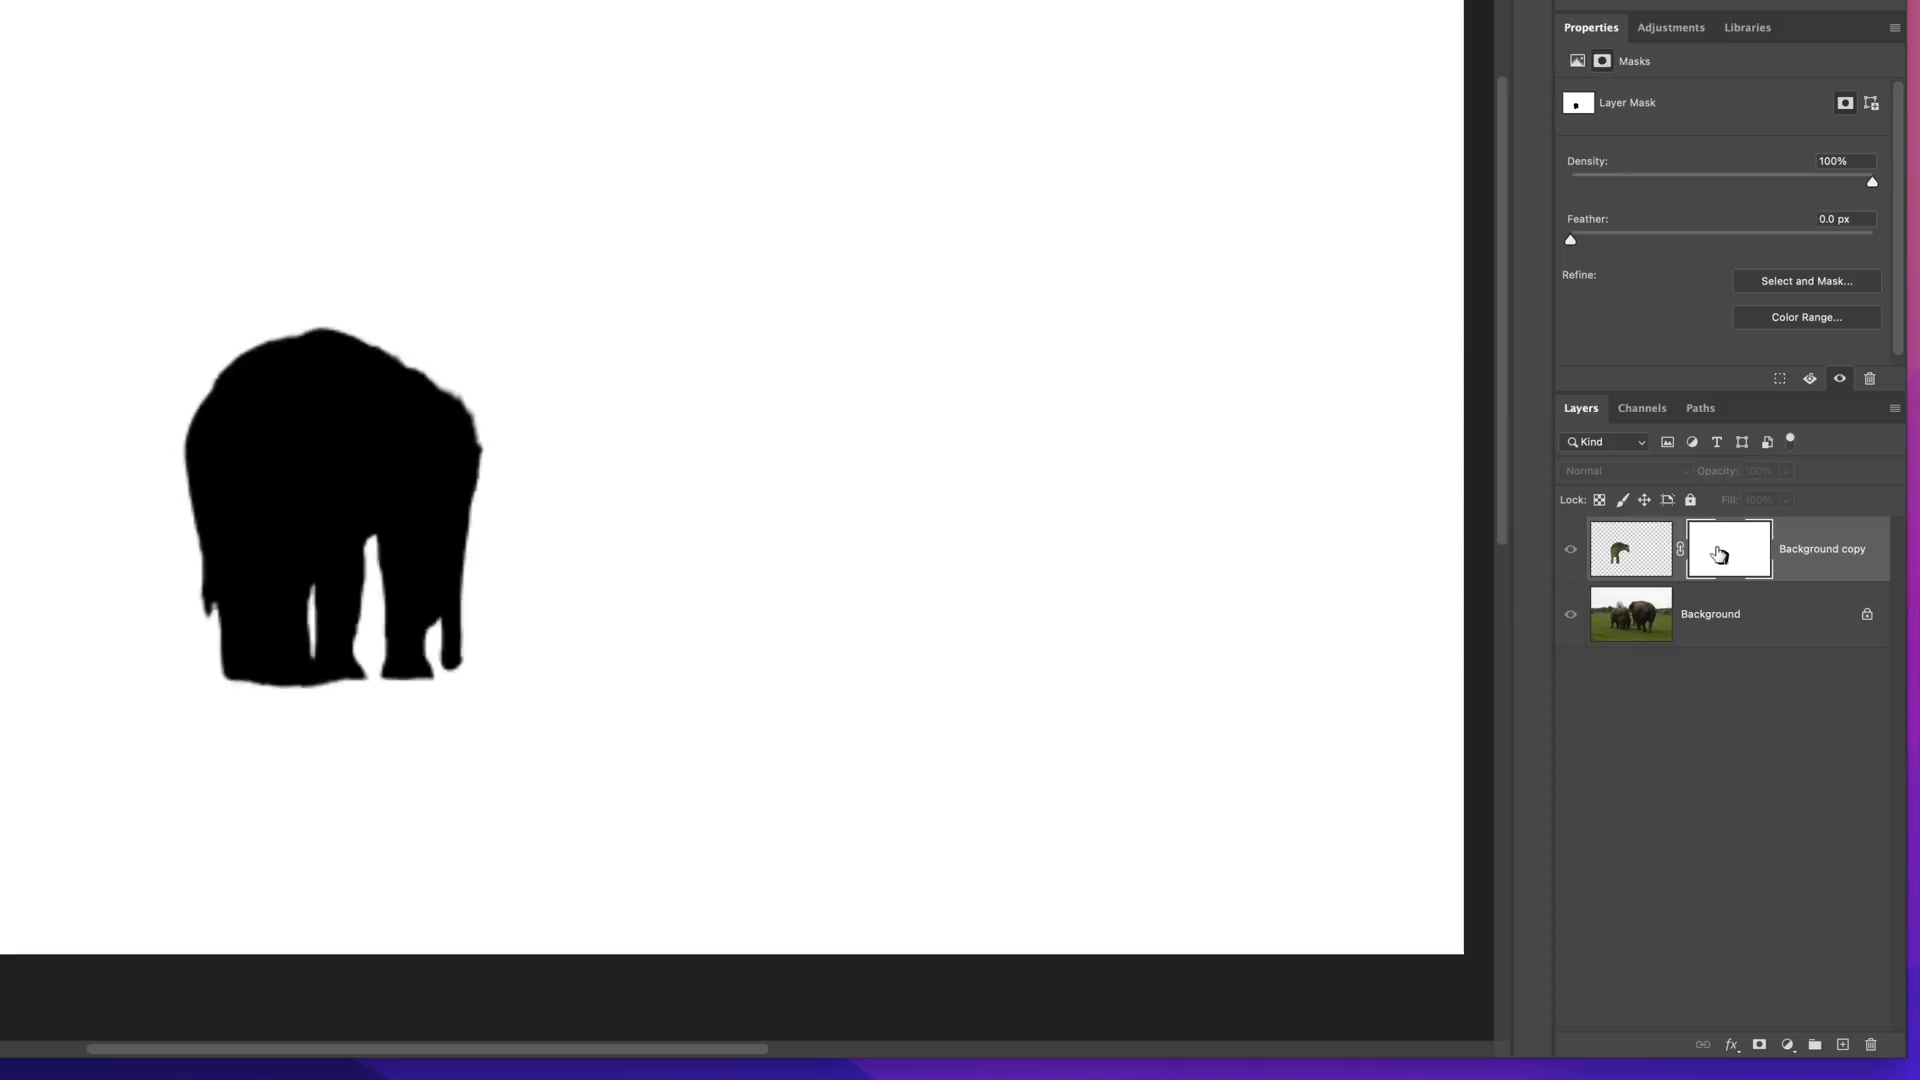 Properties Adjustments Libraries
Masks
Layer Mask
Density: 100%
Feather: 0.0 px
Refine: Select and Mask...
Color Range...
Layers Channels Paths
Kind
Normal Opacity: 100%
Lock: Fill: 100%
Background copy
Background
fx